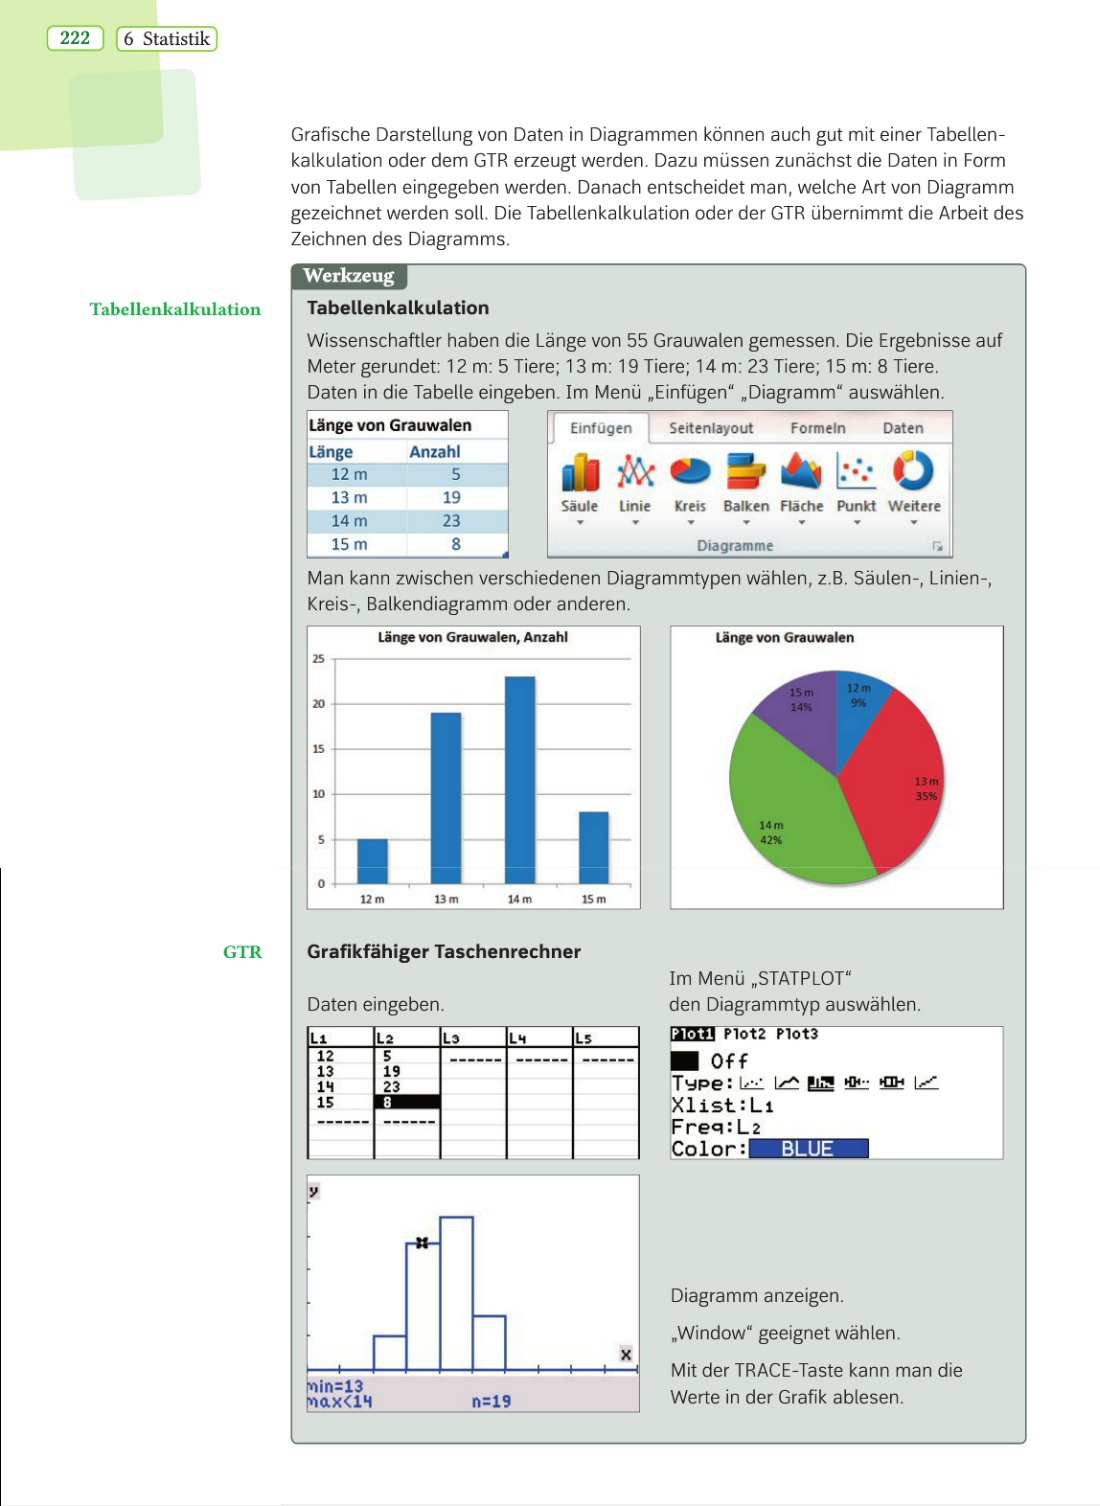 222
6 Statistik
Grafische Darstellung von Daten in Diagrammen können auch gut mit einer Tabellen-
kalkulation oder dem GTR erzeugt werden. Dazu müssen zunächst die Daten in Form
von Tabellen eingegeben werden. Danach entscheidet man, welche Art von Diagramm
gezeichnet werden soll. Die Tabellenkalkulation oder der GTR übernimmt die Arbeit des
Zeichnen des Diagramms.
Werkzeug
Tabellenkalkulation
Tabellenkalkulation
Wissenschaftler haben die Länge von 55 Grauwalen gemessen. Die Ergebnisse auf
Meter gerundet: 12 m: 5 Tiere; 13 m: 19 Tiere; 14 m: 23 Tiere; 15 m: 8 Tiere.
Daten in die Tabelle eingeben. Im Menü „Einfügen“ „Diagramm“ auswählen.
Länge von Grauwalen
Länge Anzahl
12 m 5
13 m 19
14 m 23
15 m 8
Einfügen Seitenlayout Formeln Daten
Säule Linie Kreis Balken Fläche Punkt Weitere
Diagramme
Man kann zwischen verschiedenen Diagrammtypen wählen, z.B. Säulen-, Linien-,
Kreis-, Balkendiagramm oder anderen.
Länge von Grauwalen, Anzahl
25
20
15
10
5
0
12 m 13 m 14 m 15 m
Länge von Grauwalen
15 m
14%
12 m
9%
13 m
35%
14 m
42%
GTR
Grafikfähiger Taschenrechner
Daten eingeben.
Im Menü „STATPLOT“
den Diagrammtyp auswählen.
L1 L2 L3 L4 L5
12 5 ------ ------ ------
13 19
14 23
15 8
------ ------
Plot1 Plot2 Plot3
Off
Type:
Xlist:L1
Freq:L2
Color: BLUE
y
x
min=13
max<14 n=19
Diagramm anzeigen.
„Window“ geeignet wählen.
Mit der TRACE-Taste kann man die
Werte in der Grafik ablesen.